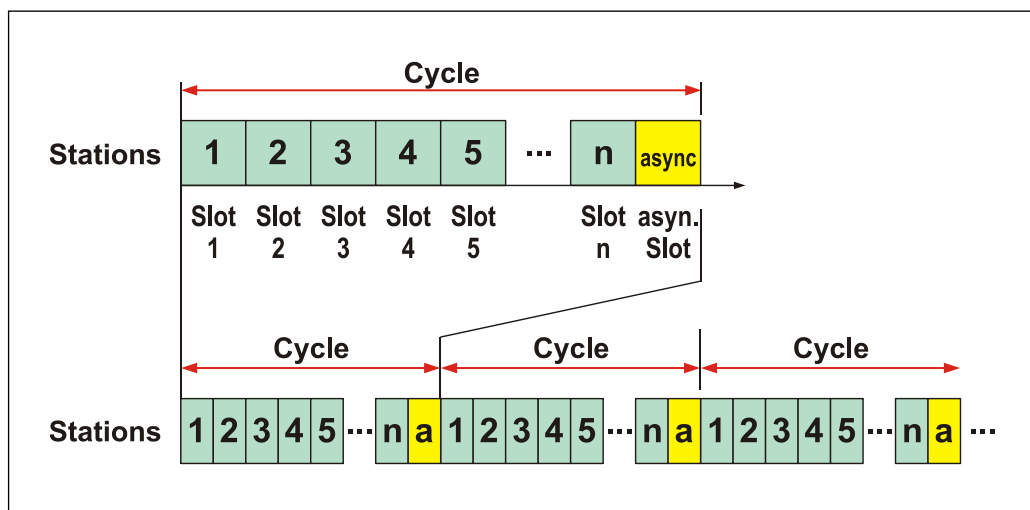 Cycle
Stations 1 2 3 4 5 ... n async
Slot 1 Slot 2 Slot 3 Slot 4 Slot 5 Slot n asyn. Slot
Cycle Cycle Cycle
Stations 1 2 3 4 5 ... n a 1 2 3 4 5 ... n a 1 2 3 4 5 ... n a ...